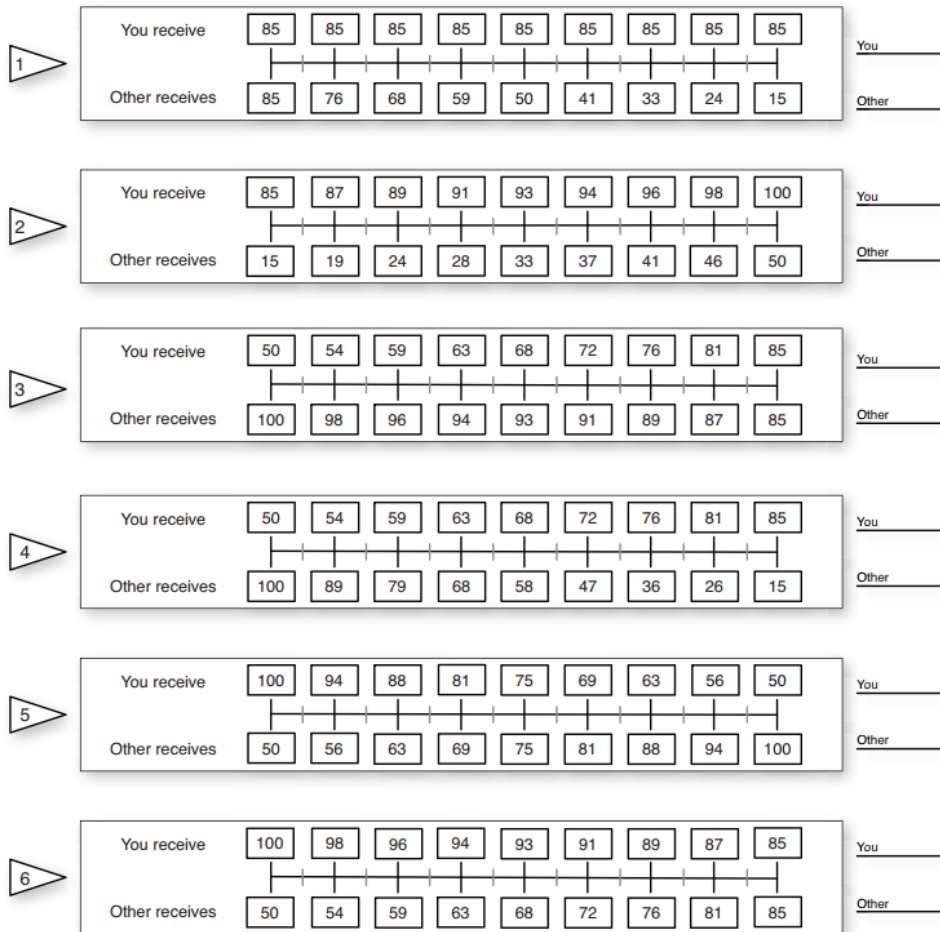 You receive 85 85 85 85 85 85 85 85 85
1
You
Other receives 85 76 68 59 50 41 33 24 15
Other
You receive 85 87 89 91 93 94 96 98 100
2
You
Other receives 15 19 24 28 33 37 41 46 50
Other
You receive 50 54 59 63 68 72 76 81 85
3
You
Other receives 100 98 96 94 93 91 89 87 85
Other
You receive 50 54 59 63 68 72 76 81 85
4
You
Other receives 100 89 79 68 58 47 36 26 15
Other
You receive 100 94 88 81 75 69 63 56 50
5
You
Other receives 50 56 63 69 75 81 88 94 100
Other
You receive 100 98 96 94 93 91 89 87 85
6
You
Other receives 50 54 59 63 68 72 76 81 85
Other